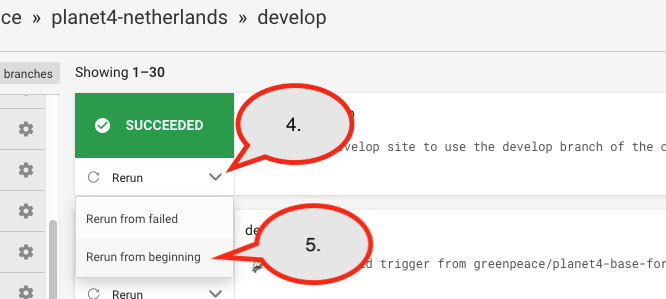 ce » planet4-netherlands » develop
branches
Showing 1–30
SUCCEEDED
4.
velop site to use the develop branch of the c
Rerun
Rerun from failed
Rerun from beginning
de
5.
d trigger from greenpeace/planet4-base-for
Rerun